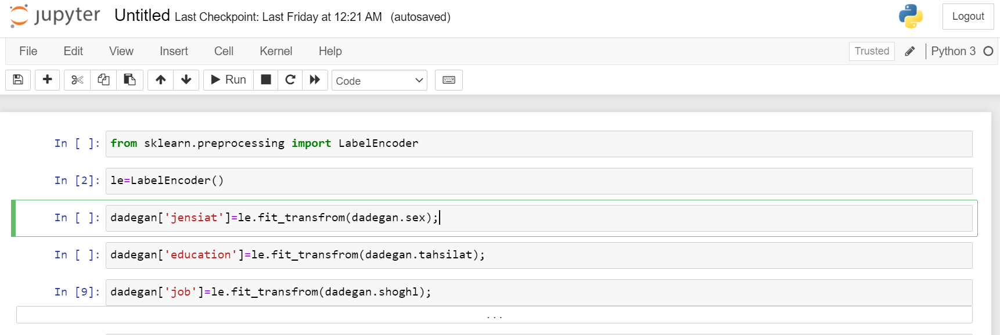 jupyter Untitled Last Checkpoint: Last Friday at 12:21 AM (autosaved) Logout
File Edit View Insert Cell Kernel Help Trusted Python 3
Run Code
In [ ]: from sklearn.preprocessing import LabelEncoder
In [2]: le=LabelEncoder()
In [ ]: dadegan['jensiat']=le.fit_transfrom(dadegan.sex);
In [ ]: dadegan['education']=le.fit_transfrom(dadegan.tahsilat);
In [9]: dadegan['job']=le.fit_transfrom(dadegan.shoghl);
...